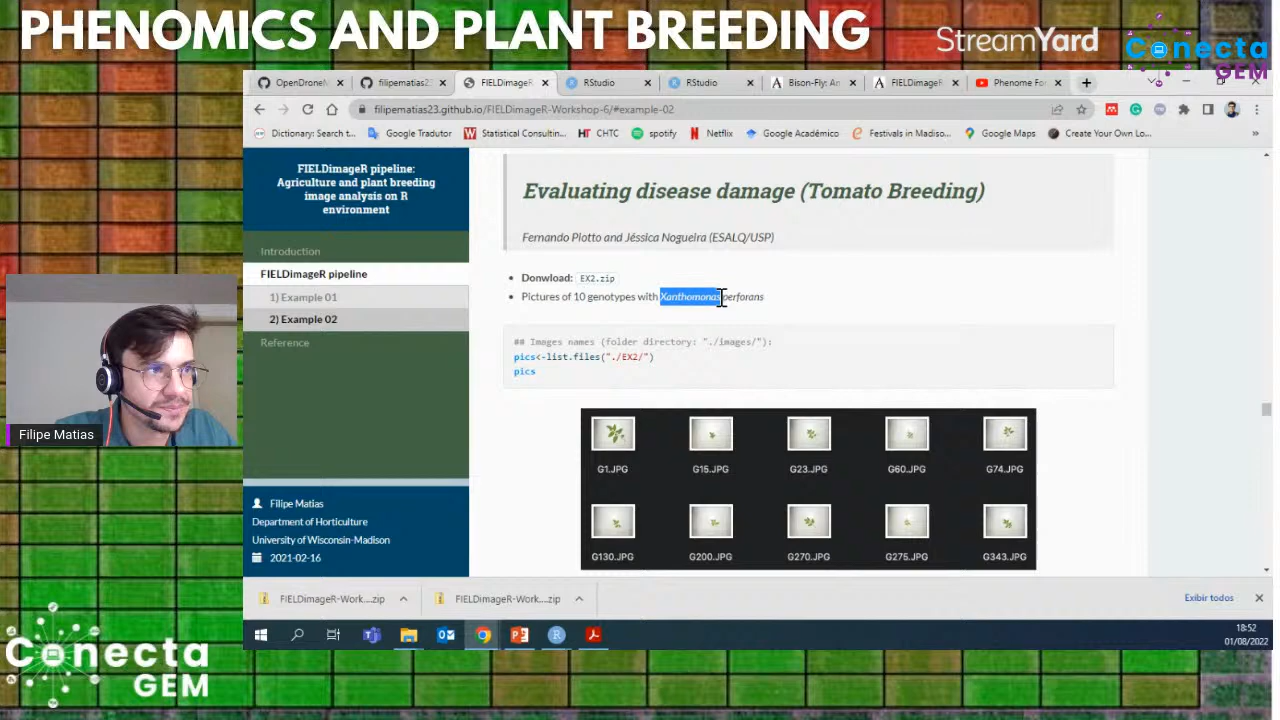 PHENOMICS AND PLANT BREEDING
StreamYard
Conecta
GEM
OpenDroneM
filipematias23
FIELDimageR
RStudio
RStudio
Bison-Fly: An
FIELDimageR
Phenome Fo
filipematias23.github.io/FIELDimageR-Workshop-6/#example-02
Dictionary: Search t...
Google Tradutor
Statistical Consultin...
CHTC
spotify
Netflix
Google Acadêmico
Festivals in Madiso...
Google Maps
Create Your Own Lo...
FIELDimageR pipeline:
Agriculture and plant breeding
image analysis on R
environment
Introduction
FIELDimageR pipeline
1) Example 01
2) Example 02
Reference
Filipe Matias
Department of Horticulture
University of Wisconsin-Madison
2021-02-16
Evaluating disease damage (Tomato Breeding)
Fernando Piotto and Jéssica Nogueira (ESALQ/USP)
Donwload: EX2.zip
Pictures of 10 genotypes with Xanthomonas perforans
## Images names (folder directory: "./images/"):
pics<-list.files("./EX2/")
pics
G1.JPG
G15.JPG
G23.JPG
G60.JPG
G74.JPG
G130.JPG
G200.JPG
G270.JPG
G275.JPG
G343.JPG
Filipe Matias
FIELDimageR-Work....zip
FIELDimageR-Work....zip
Exibir todos
18:52
01/08/2022
Conecta
GEM